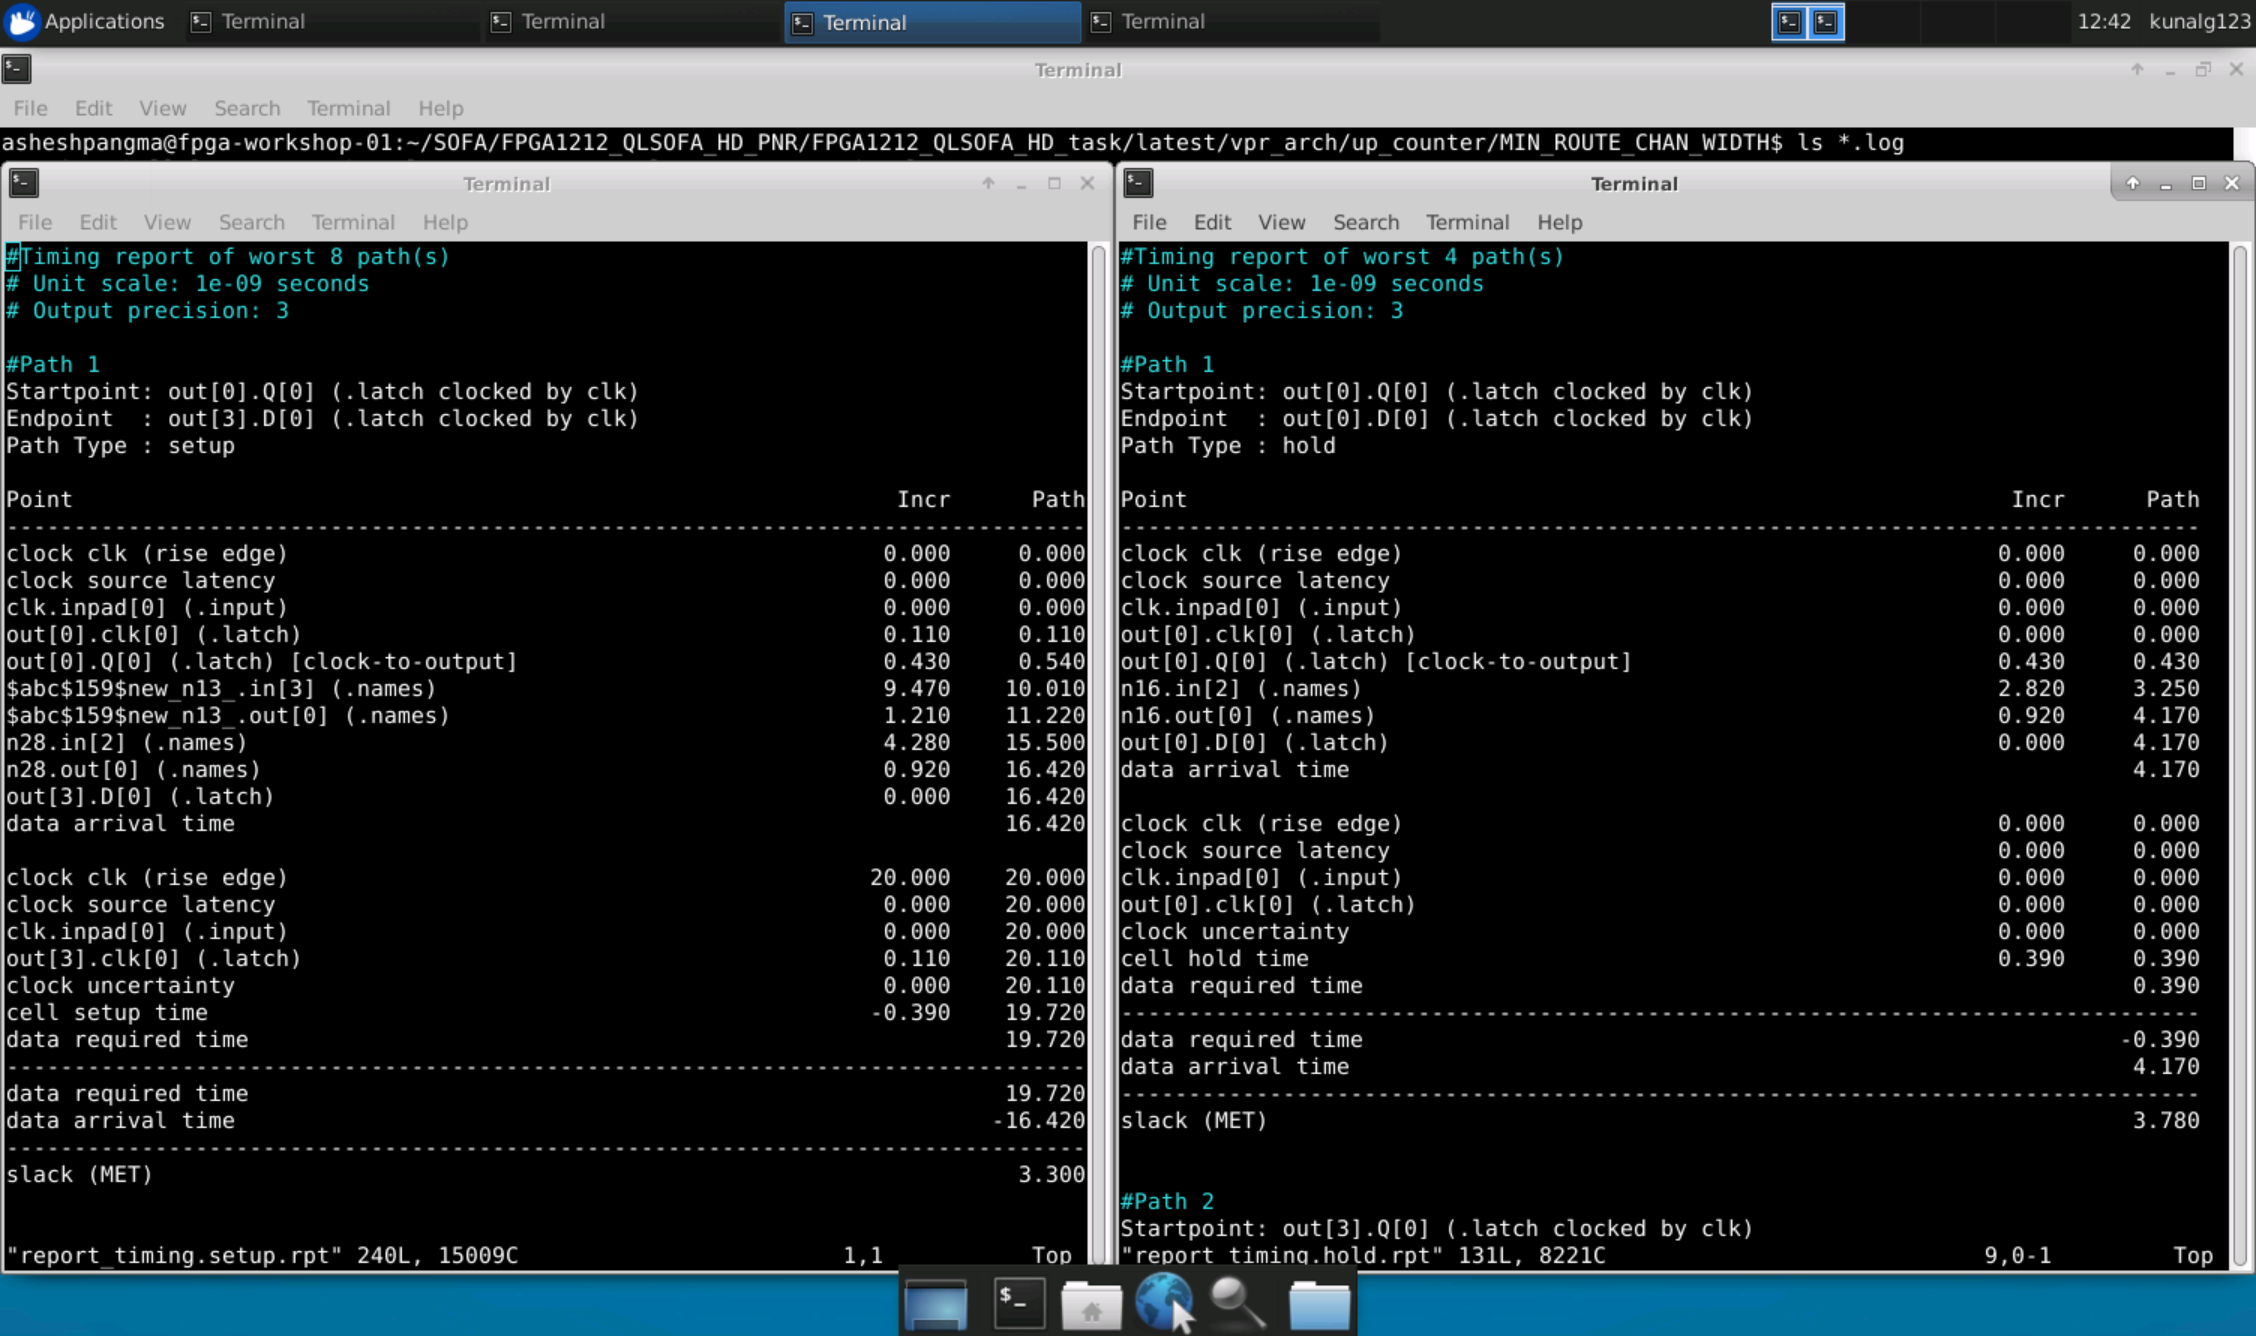 Applications Terminal Terminal Terminal Terminal 12:42 kunalg123
Terminal
File Edit View Search Terminal Help
asheshpangma@fpga-workshop-01:~/SOFA/FPGA1212_QLSOFA_HD_PNR/FPGA1212_QLSOFA_HD_task/latest/vpr_arch/up_counter/MIN_ROUTE_CHAN_WIDTH$ ls *.log
Terminal
File Edit View Search Terminal Help
#Timing report of worst 8 path(s)
# Unit scale: 1e-09 seconds
# Output precision: 3
#Path 1
Startpoint: out[0].Q[0] (.latch clocked by clk)
Endpoint  : out[3].D[0] (.latch clocked by clk)
Path Type : setup
Point Incr Path
--------------------------------------------------------------------------------
clock clk (rise edge) 0.000 0.000
clock source latency 0.000 0.000
clk.inpad[0] (.input) 0.000 0.000
out[0].clk[0] (.latch) 0.110 0.110
out[0].Q[0] (.latch) [clock-to-output] 0.430 0.540
$abc$159$new_n13_.in[3] (.names) 9.470 10.010
$abc$159$new_n13_.out[0] (.names) 1.210 11.220
n28.in[2] (.names) 4.280 15.500
n28.out[0] (.names) 0.920 16.420
out[3].D[0] (.latch) 0.000 16.420
data arrival time 16.420
clock clk (rise edge) 20.000 20.000
clock source latency 0.000 20.000
clk.inpad[0] (.input) 0.000 20.000
out[3].clk[0] (.latch) 0.110 20.110
clock uncertainty 0.000 20.110
cell setup time -0.390 19.720
data required time 19.720
--------------------------------------------------------------------------------
data required time 19.720
data arrival time -16.420
--------------------------------------------------------------------------------
slack (MET) 3.300
"report_timing.setup.rpt" 240L, 15009C 1,1 Top
Terminal
File Edit View Search Terminal Help
#Timing report of worst 4 path(s)
# Unit scale: 1e-09 seconds
# Output precision: 3
#Path 1
Startpoint: out[0].Q[0] (.latch clocked by clk)
Endpoint  : out[0].D[0] (.latch clocked by clk)
Path Type : hold
Point Incr Path
--------------------------------------------------------------------------------
clock clk (rise edge) 0.000 0.000
clock source latency 0.000 0.000
clk.inpad[0] (.input) 0.000 0.000
out[0].clk[0] (.latch) 0.000 0.000
out[0].Q[0] (.latch) [clock-to-output] 0.430 0.430
n16.in[2] (.names) 2.820 3.250
n16.out[0] (.names) 0.920 4.170
out[0].D[0] (.latch) 0.000 4.170
data arrival time 4.170
clock clk (rise edge) 0.000 0.000
clock source latency 0.000 0.000
clk.inpad[0] (.input) 0.000 0.000
out[0].clk[0] (.latch) 0.000 0.000
clock uncertainty 0.000 0.000
cell hold time 0.390 0.390
data required time 0.390
--------------------------------------------------------------------------------
data required time -0.390
data arrival time 4.170
--------------------------------------------------------------------------------
slack (MET) 3.780
#Path 2
Startpoint: out[3].Q[0] (.latch clocked by clk)
"report_timing.hold.rpt" 131L, 8221C 9,0-1 Top